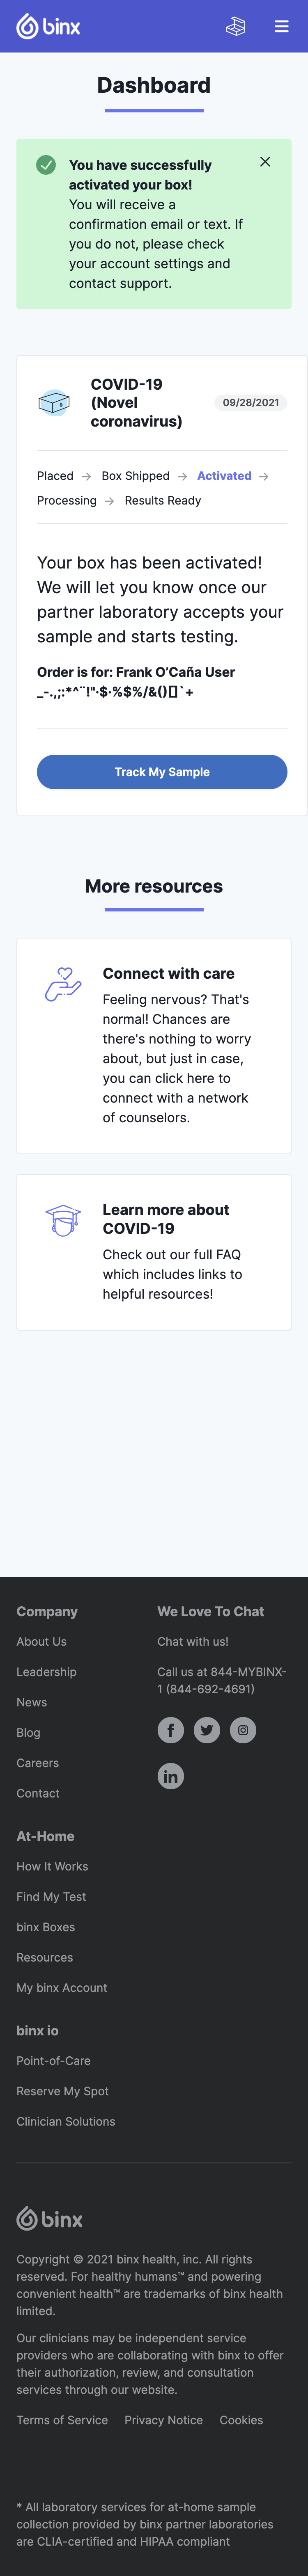 binx
Dashboard
You have successfully
activated your box!
You will receive a
confirmation email or text. If
you do not, please check
your account settings and
contact support.
COVID-19
(Novel
coronavirus)
09/28/2021
Placed → Box Shipped → Activated →
Processing → Results Ready
Your box has been activated!
We will let you know once our
partner laboratory accepts your
sample and starts testing.
Order is for: Frank O’Caña User
_-.,;:*^¨!"·$·%$%/&()[]`+
Track My Sample
More resources
Connect with care
Feeling nervous? That's
normal! Chances are
there's nothing to worry
about, but just in case,
you can click here to
connect with a network
of counselors.
Learn more about
COVID-19
Check out our full FAQ
which includes links to
helpful resources!
Company
About Us
Leadership
News
Blog
Careers
Contact
We Love To Chat
Chat with us!
Call us at 844-MYBINX-
1 (844-692-4691)
At-Home
How It Works
Find My Test
binx Boxes
Resources
My binx Account
binx io
Point-of-Care
Reserve My Spot
Clinician Solutions
binx
Copyright © 2021 binx health, inc. All rights
reserved. For healthy humans™ and powering
convenient health™ are trademarks of binx health
limited.
Our clinicians may be independent service
providers who are collaborating with binx to offer
their authorization, review, and consultation
services through our website.
Terms of Service Privacy Notice Cookies
* All laboratory services for at-home sample
collection provided by binx partner laboratories
are CLIA-certified and HIPAA compliant